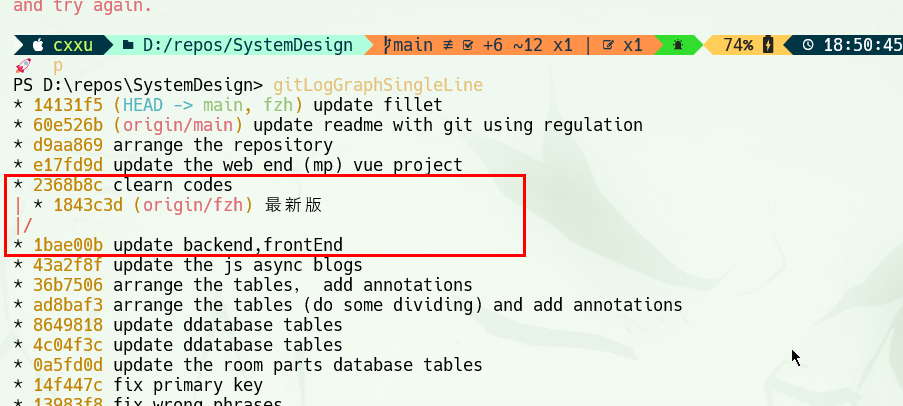 and try again.
cxxu D:/repos/SystemDesign main ≢ +6 ~12 x1 | x1 74% 18:50:45
p
PS D:\repos\SystemDesign> gitLogGraphSingleLine
* 14131f5 (HEAD -> main, fzh) update fillet
* 60e526b (origin/main) update readme with git using regulation
* d9aa869 arrange the repository
* e17fd9d update the web end (mp) vue project
* 2368b8c clearn codes
| * 1843c3d (origin/fzh) 最新版
|/
* 1bae00b update backend,frontEnd
* 43a2f8f update the js async blogs
* 36b7506 arrange the tables， add annotations
* ad8baf3 arrange the tables (do some dividing) and add annotations
* 8649818 update ddatabase tables
* 4c04f3c update ddatabase tables
* 0a5fd0d update the room parts database tables
* 14f447c fix primary key
* 13983f8 fix wrong phrases